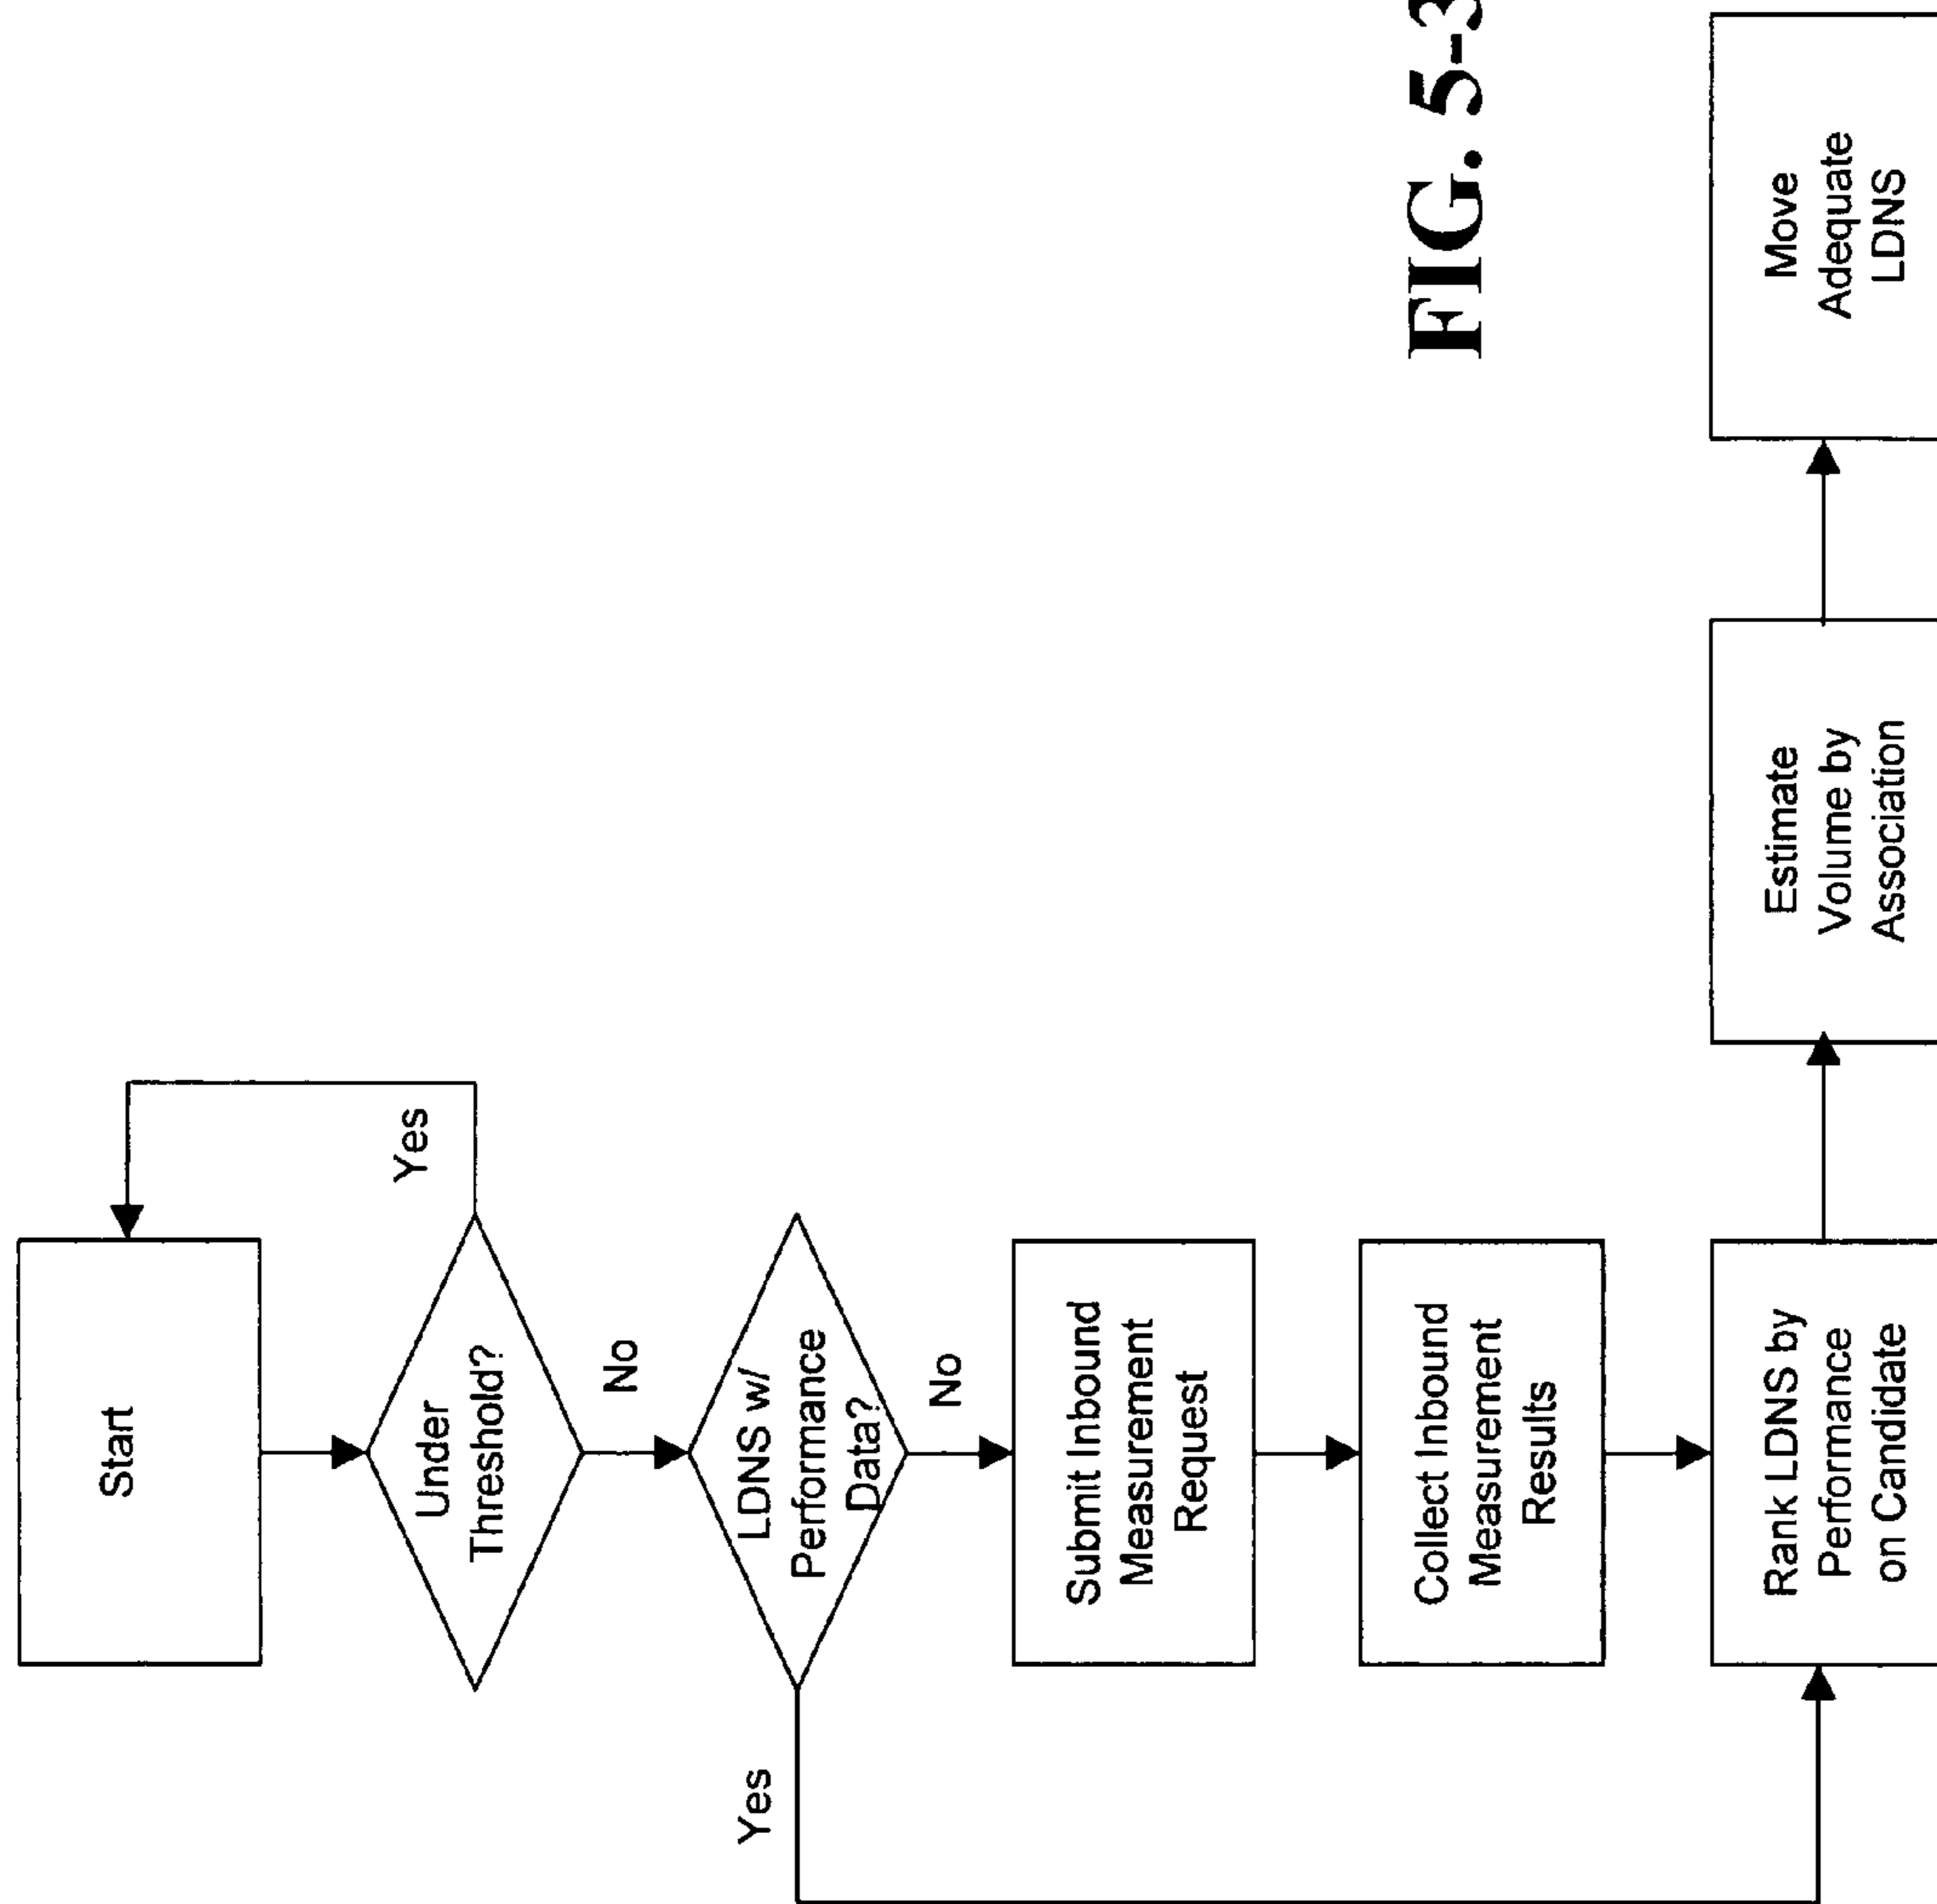 Start
Under
Threshold?
Yes
No
LDNS w/
Performance
Data?
Yes
No
Submit Inbound
Measurement
Request
Collect Inbound
Measurement
Results
Rank LDNS by
Performance
on Candidate
Estimate
Volume by
Association
Move
Adequate
LDNS
FIG. 5-3